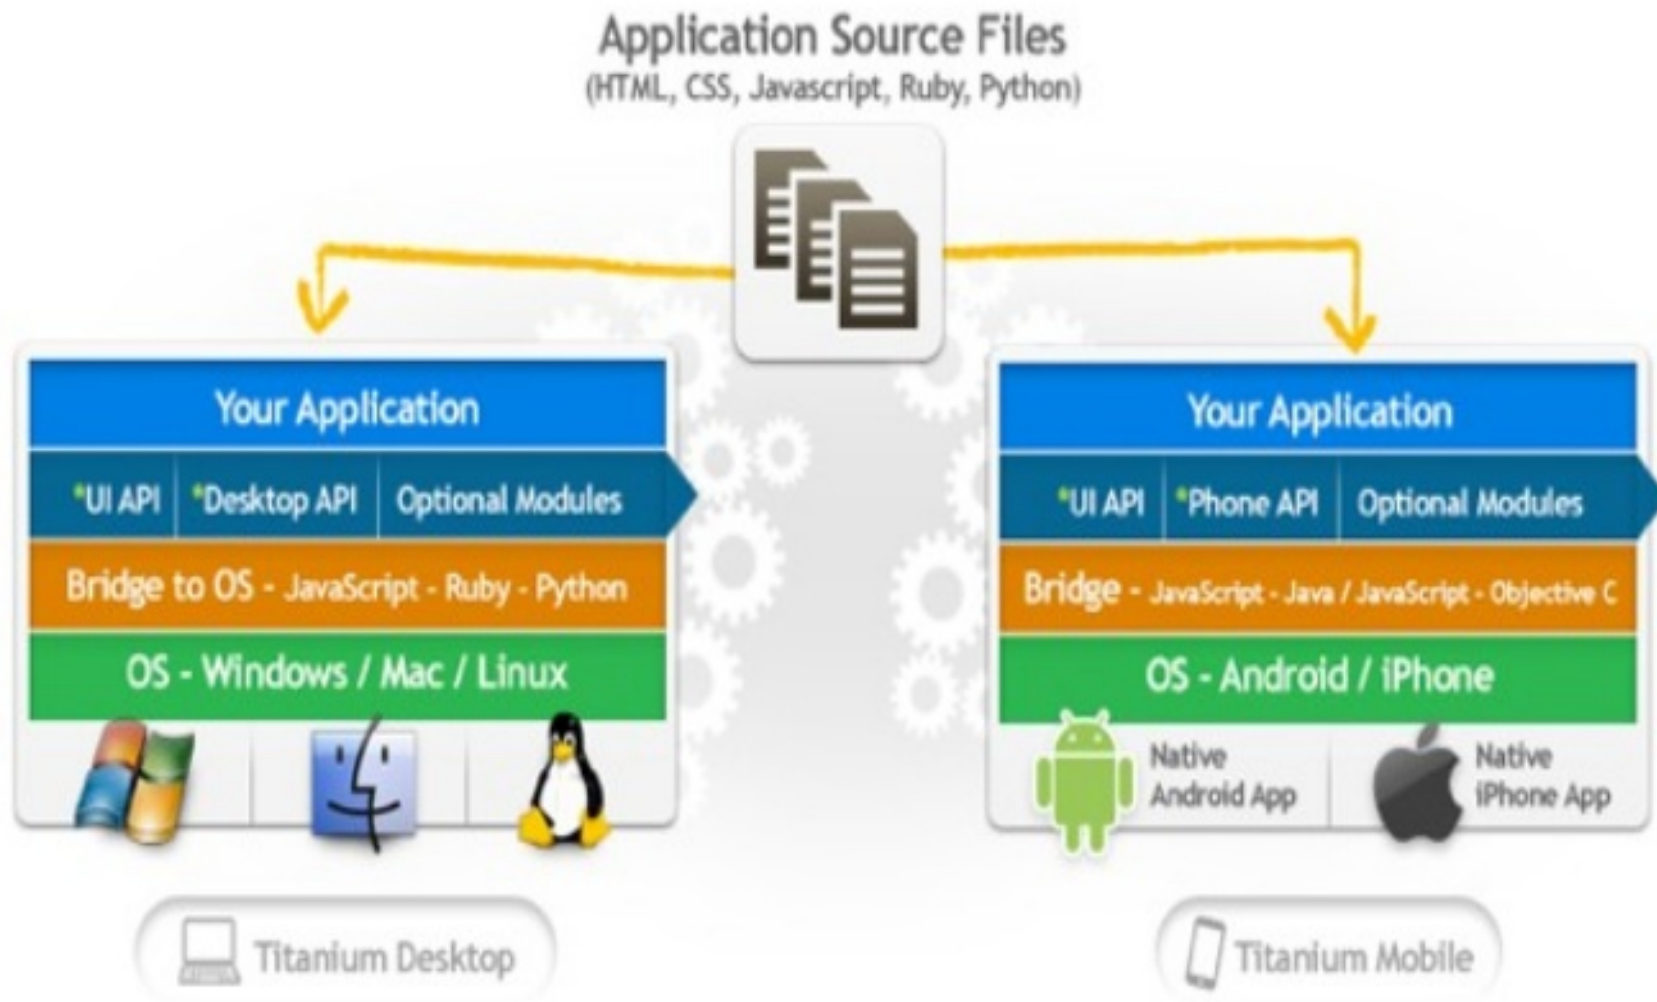 Application Source Files
(HTML, CSS, Javascript, Ruby, Python)
Your Application
*UI API *Desktop API Optional Modules
Bridge to OS - JavaScript - Ruby - Python
OS - Windows / Mac / Linux
Titanium Desktop
Your Application
*UI API *Phone API Optional Modules
Bridge - JavaScript - Java / JavaScript - Objective C
OS - Android / iPhone
Native
Android App
Native
iPhone App
Titanium Mobile